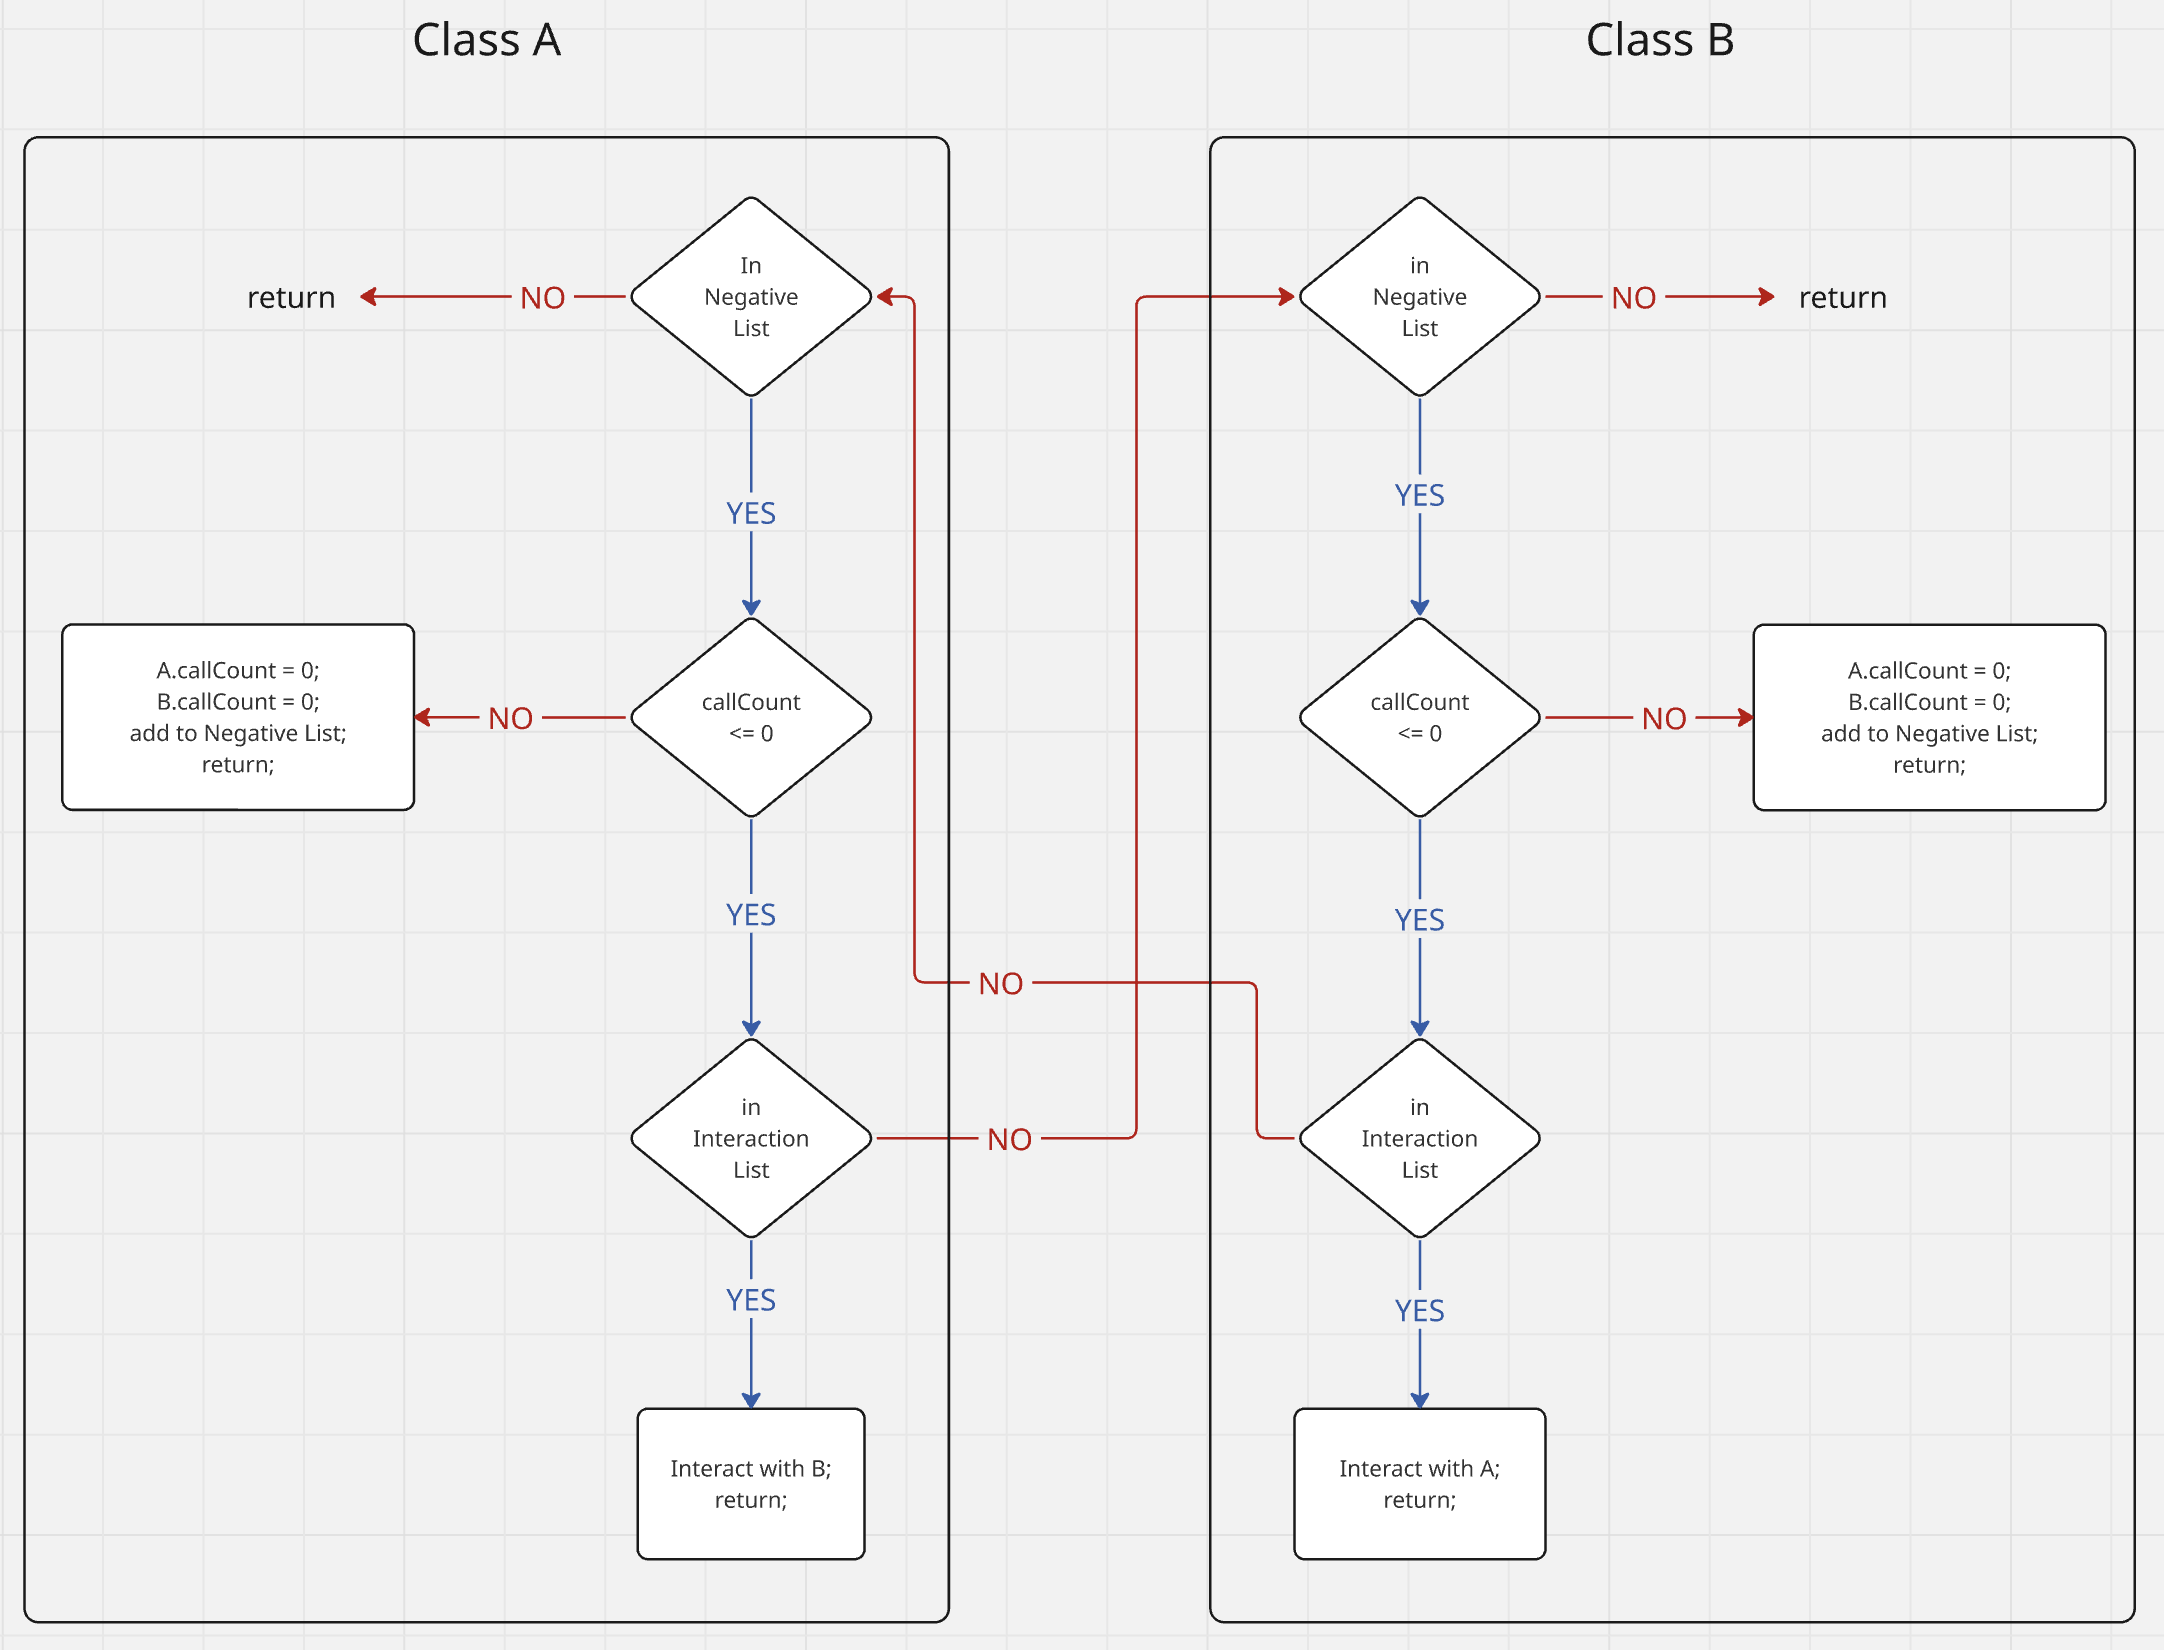 Class A
Class B
In
Negative
List
NO
return
YES
callCount
<= 0
NO
A.callCount = 0;
B.callCount = 0;
add to Negative List;
return;
YES
in
Interaction
List
NO
YES
Interact with B;
return;
in
Negative
List
NO
return
YES
callCount
<= 0
NO
A.callCount = 0;
B.callCount = 0;
add to Negative List;
return;
YES
in
Interaction
List
NO
YES
Interact with A;
return;